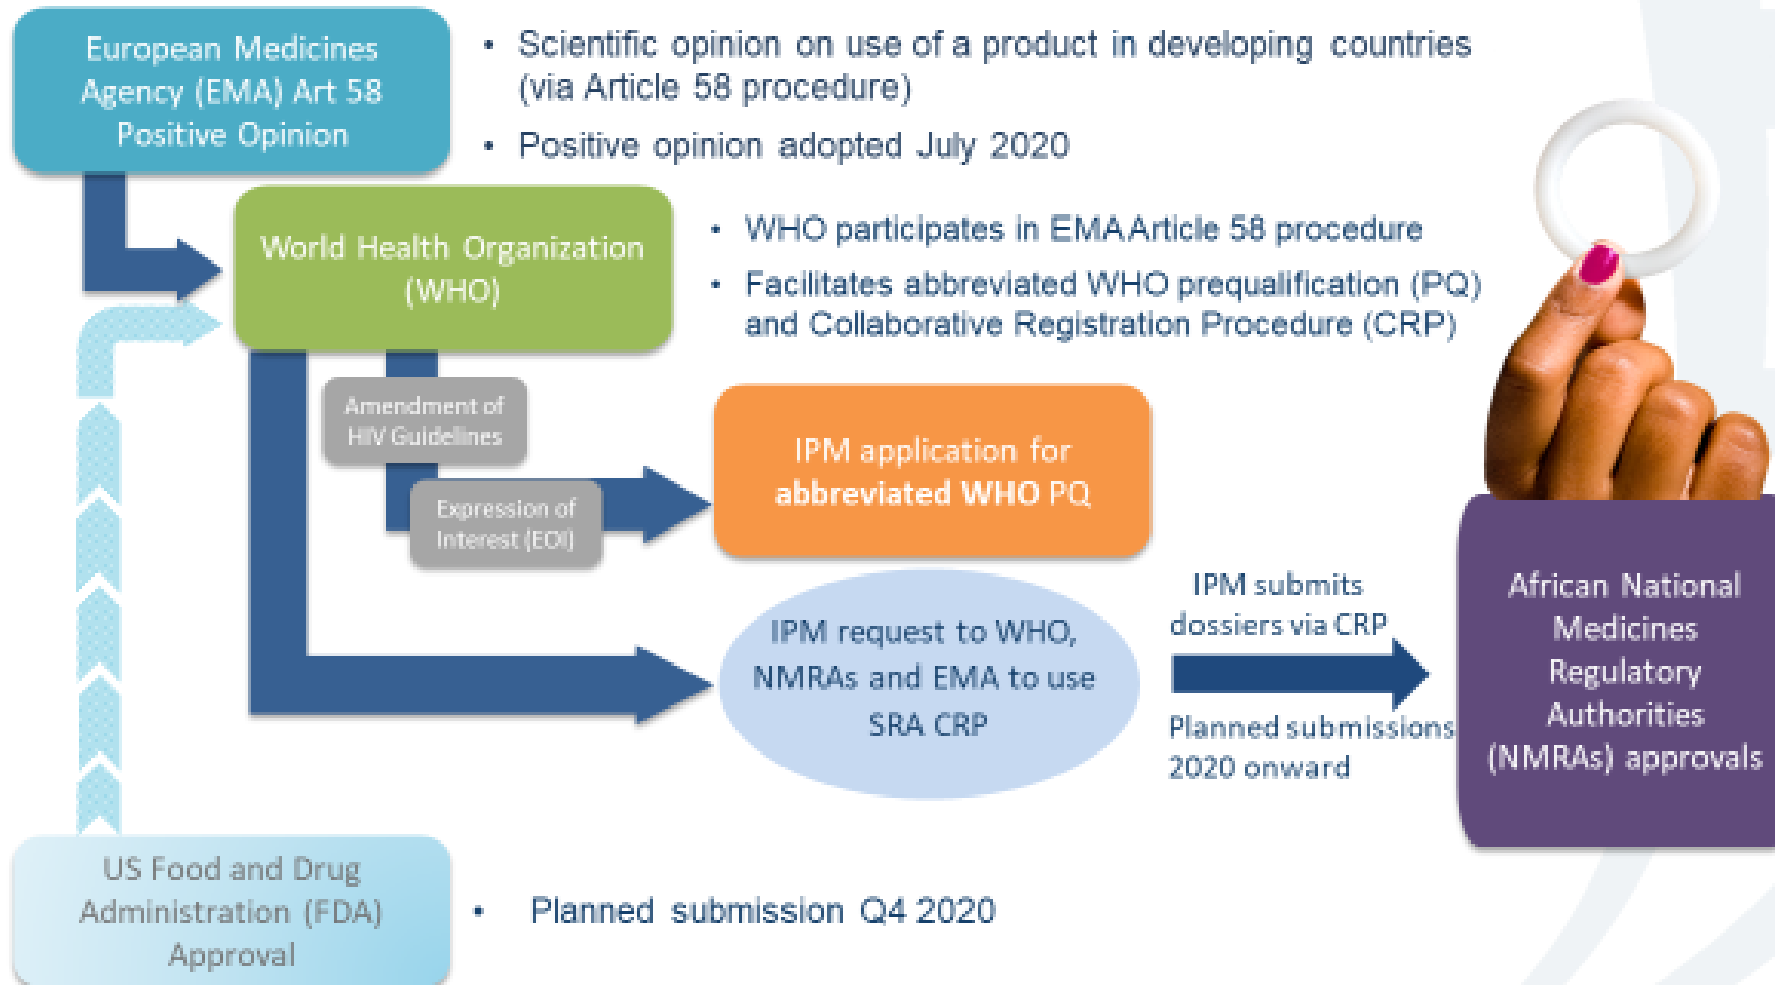 European Medicines
Agency (EMA) Art 58
Positive Opinion
• Scientific opinion on use of a product in developing countries
(via Article 58 procedure)
• Positive opinion adopted July 2020
World Health Organization
(WHO)
• WHO participates in EMA Article 58 procedure
• Facilitates abbreviated WHO prequalification (PQ)
and Collaborative Registration Procedure (CRP)
Amendment of
HIV Guidelines
Expression of
Interest (EOI)
IPM application for
abbreviated WHO PQ
IPM request to WHO,
NMRAs and EMA to use
SRA CRP
IPM submits
dossiers via CRP
Planned submissions
2020 onward
African National
Medicines
Regulatory
Authorities
(NMRAs) approvals
US Food and Drug
Administration (FDA)
Approval
• Planned submission Q4 2020